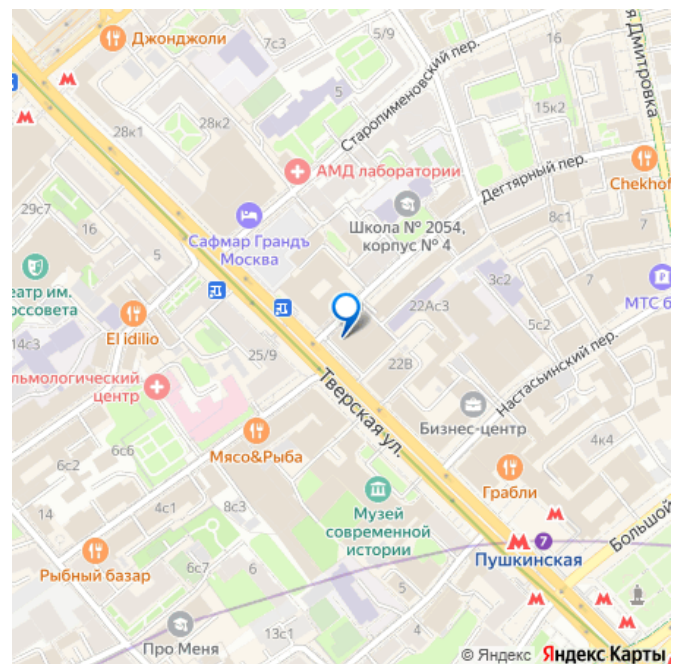 Джонджоли
7с3
5/9
16
я Дмитровка
5
Старопименовский пер.
15к2
28к1
28к2
АМД лаборатории
Дегтярный пер.
Chekhof
29с7
16
Сафмар Грандъ
Москва
Школа № 2054,
корпус № 4
8с1
7
5
еатр им.
оссовета
3с2
7
МТС б
El idilio
22Ас3
5с2
14с3
25/9
22В
Настасьинский пер.
льмологический
центр
Тверская ул.
Бизнес-центр
6с2
6с6
Мясо&Рыба
4к4
Грабли
14
4с1
8с3
Музей
современной
истории
7
Пушкинская
Большой
Рыбный базар
6с7
6
Про Меня
13с1
© Яндекс Яндекс Карты